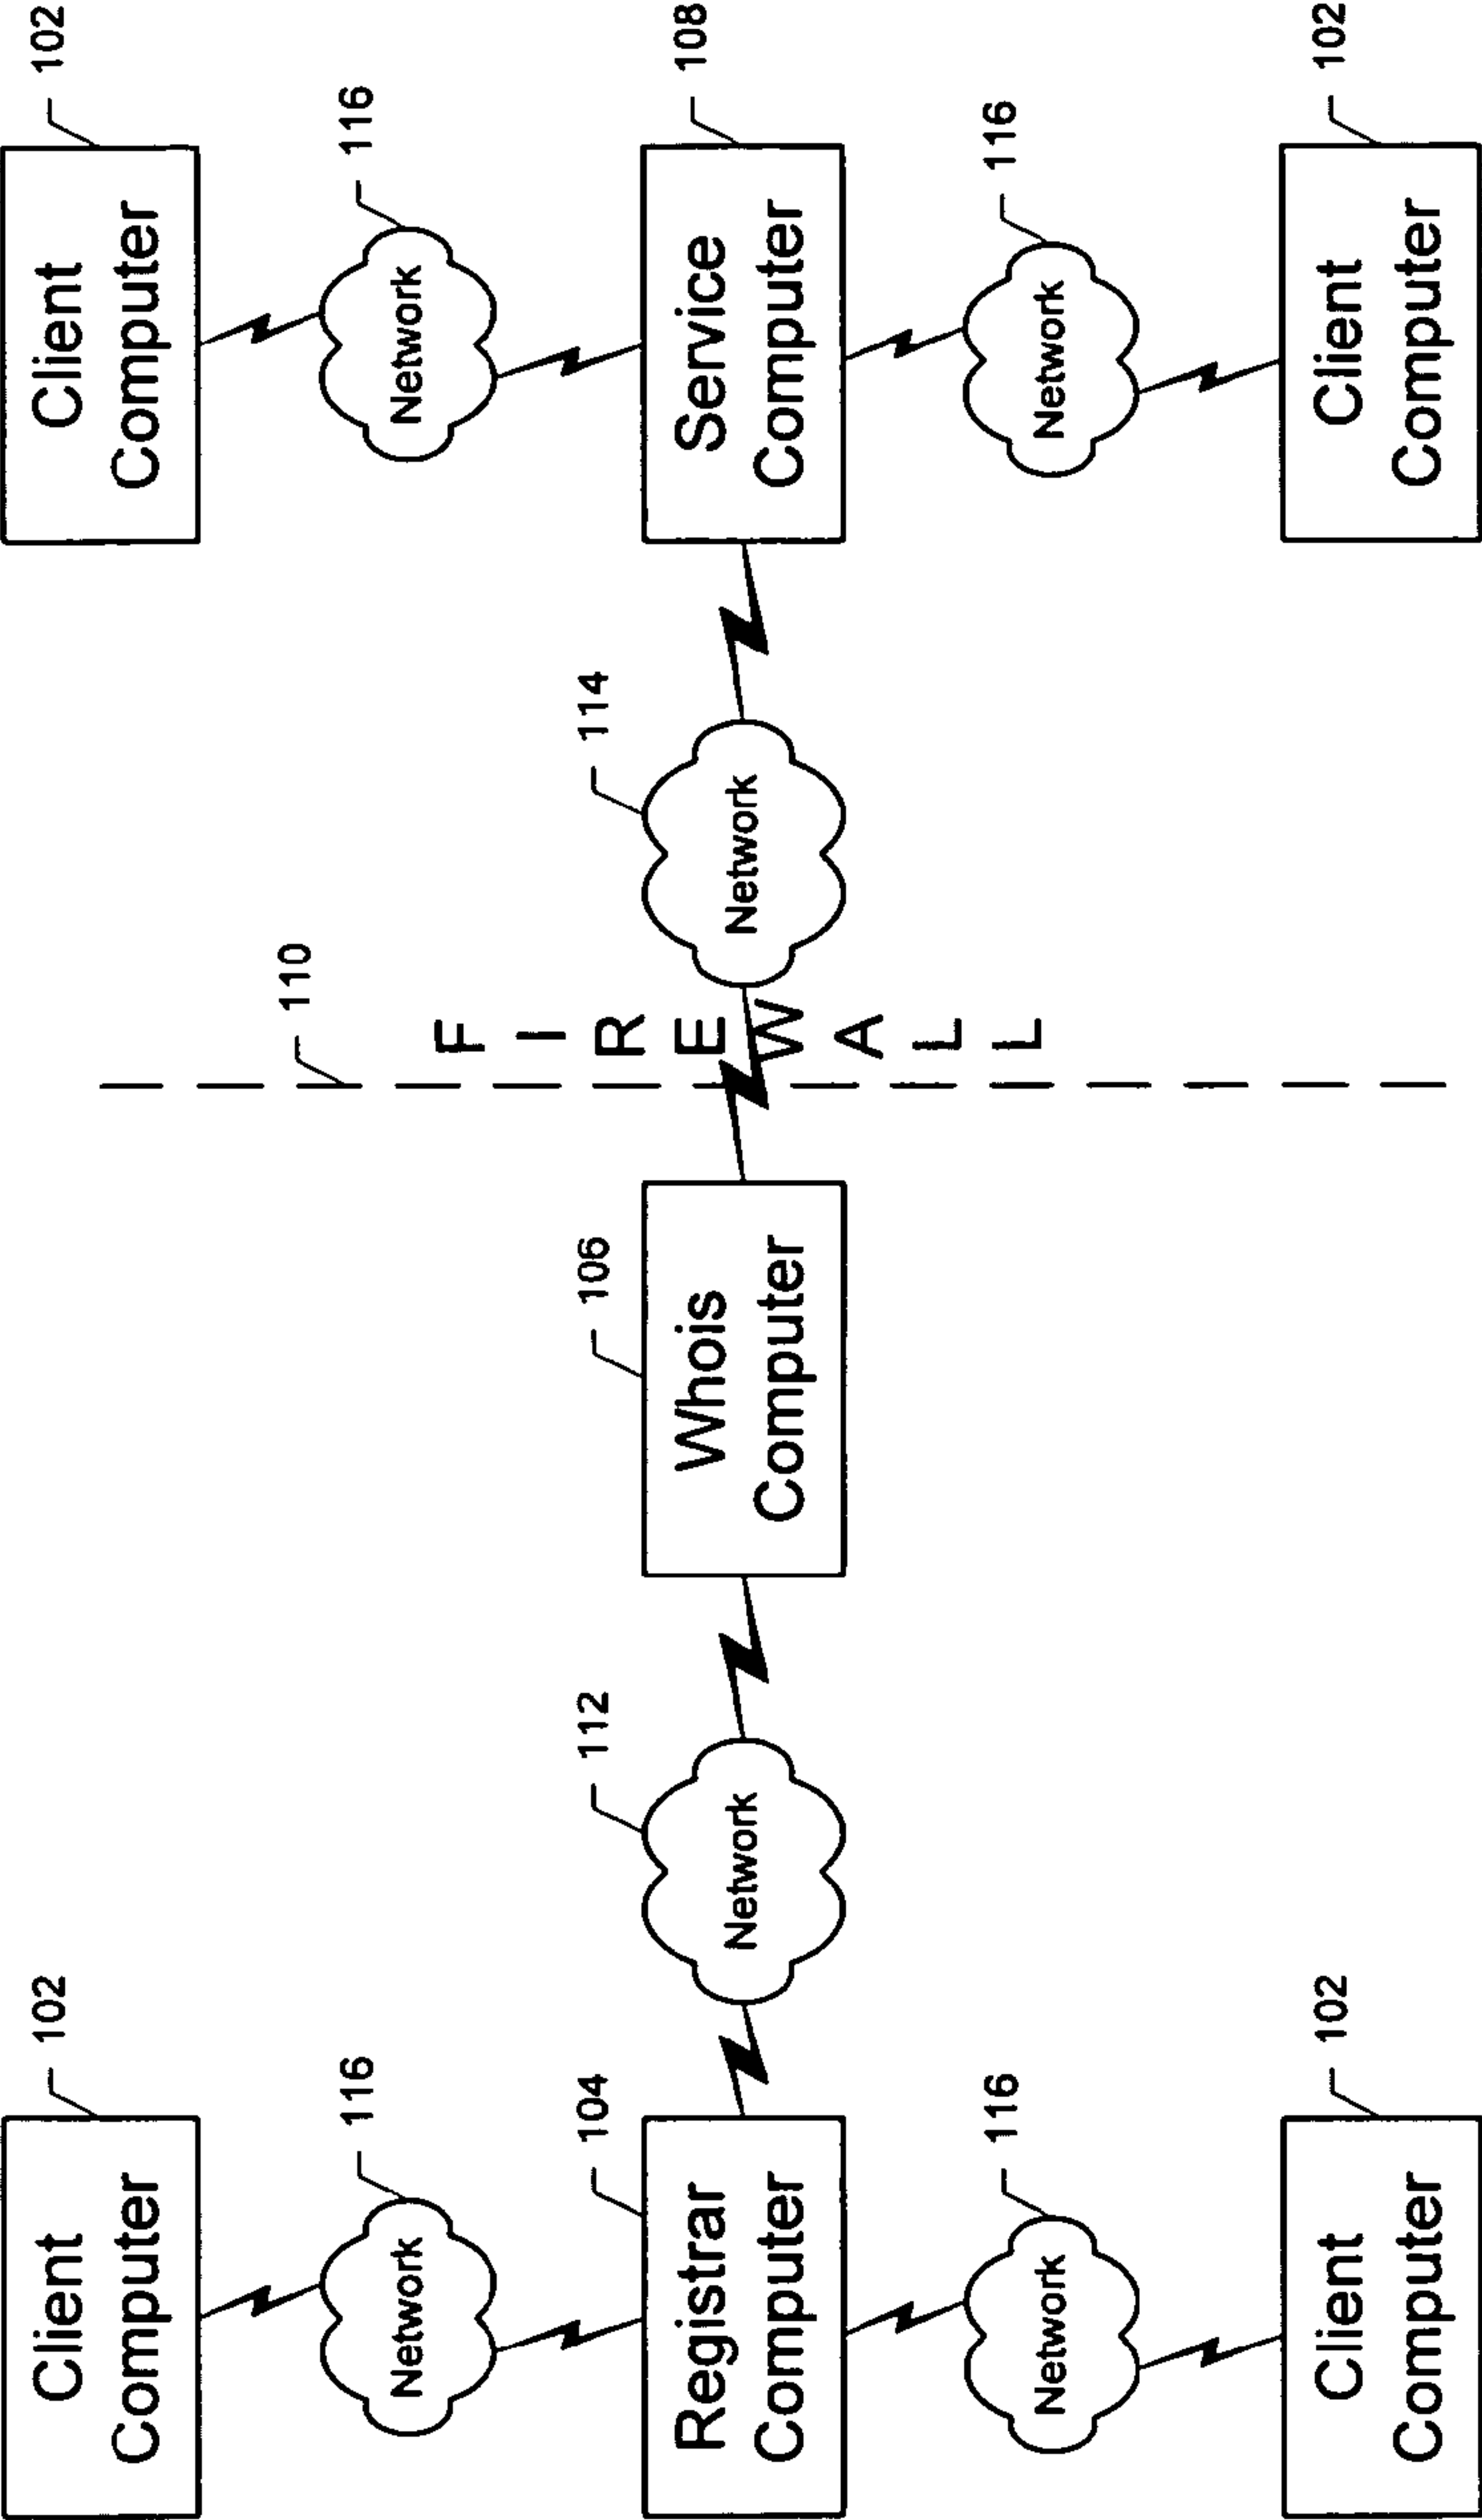 102
Client
Computer
102
Client
Computer
116
Network
110
116
Network
FIREWALL
104
Registrar
Computer
112
Network
106
Whois
Computer
114
Network
108
Service
Computer
116
Network
116
Network
102
Client
Computer
102
Client
Computer